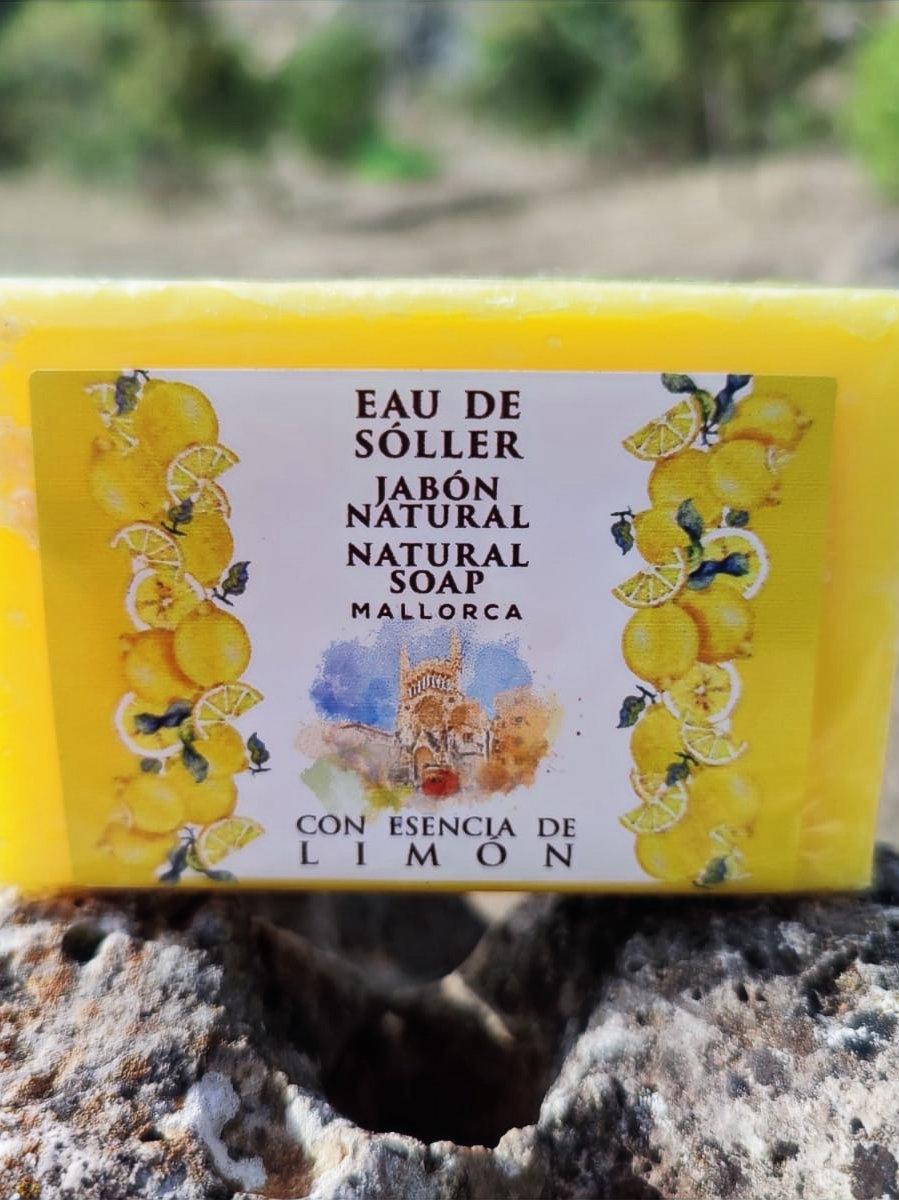 EAU DE
SÓLLER
JABÓN
NATURAL
NATURAL
SOAP
MALLORCA
CON ESENCIA DE
LIMÓN